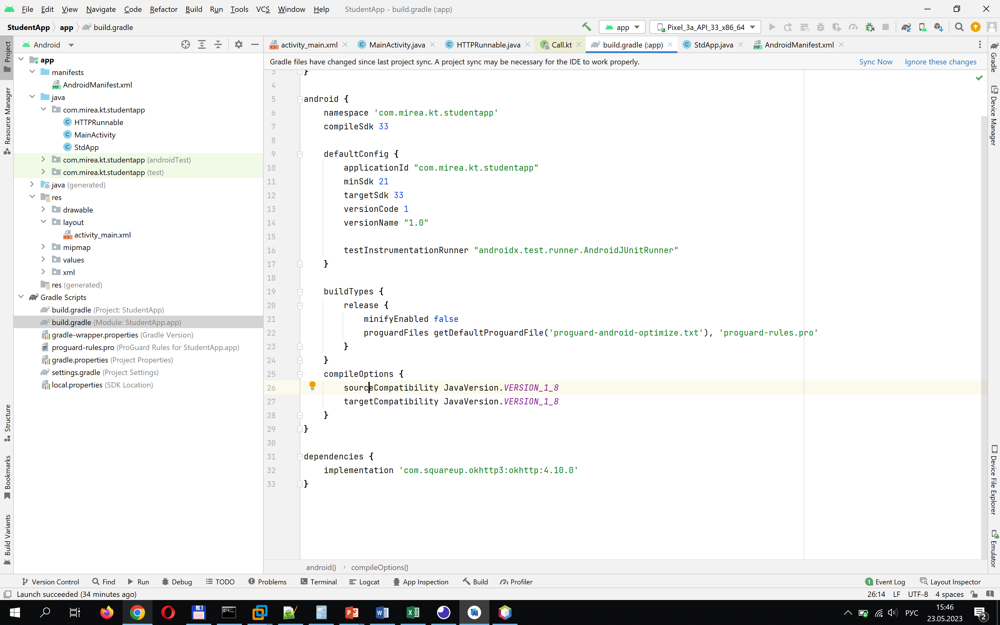 File Edit View Navigate Code Refactor Build Run Tools VCS Window Help StudentApp - build.gradle (:app)
StudentApp app build.gradle
app Pixel_3a_API_33_x86_64
Android
activity_main.xml MainActivity.java HTTPRunnable.java Call.kt build.gradle (:app) StdApp.java AndroidManifest.xml
Gradle files have changed since last project sync. A project sync may be necessary for the IDE to work properly. Sync Now Ignore these changes
Project
Resource Manager
Structure
Bookmarks
Build Variants
app
manifests
AndroidManifest.xml
java
com.mirea.kt.studentapp
HTTPRunnable
MainActivity
StdApp
com.mirea.kt.studentapp (androidTest)
com.mirea.kt.studentapp (test)
java (generated)
res
drawable
layout
activity_main.xml
mipmap
values
xml
res (generated)
Gradle Scripts
build.gradle (Project: StudentApp)
build.gradle (Module: StudentApp.app)
gradle-wrapper.properties (Gradle Version)
proguard-rules.pro (ProGuard Rules for StudentApp.app)
gradle.properties (Project Properties)
settings.gradle (Project Settings)
local.properties (SDK Location)
3 }
4
5 android {
6 namespace 'com.mirea.kt.studentapp'
7 compileSdk 33
8
9 defaultConfig {
10 applicationId "com.mirea.kt.studentapp"
11 minSdk 21
12 targetSdk 33
13 versionCode 1
14 versionName "1.0"
15
16 testInstrumentationRunner "androidx.test.runner.AndroidJUnitRunner"
17 }
18
19 buildTypes {
20 release {
21 minifyEnabled false
22 proguardFiles getDefaultProguardFile('proguard-android-optimize.txt'), 'proguard-rules.pro'
23 }
24 }
25 compileOptions {
26 sourceCompatibility JavaVersion.VERSION_1_8
27 targetCompatibility JavaVersion.VERSION_1_8
28 }
29 }
30
31 dependencies {
32 implementation 'com.squareup.okhttp3:okhttp:4.10.0'
33 }
android{} compileOptions{}
Gradle
Device Manager
Device File Explorer
Emulator
Version Control Find Run Debug TODO Problems Terminal Logcat App Inspection Build Profiler 1 Event Log Layout Inspector
Launch succeeded (34 minutes ago) 26:14 LF UTF-8 4 spaces
РУС 15:46
23.05.2023 2